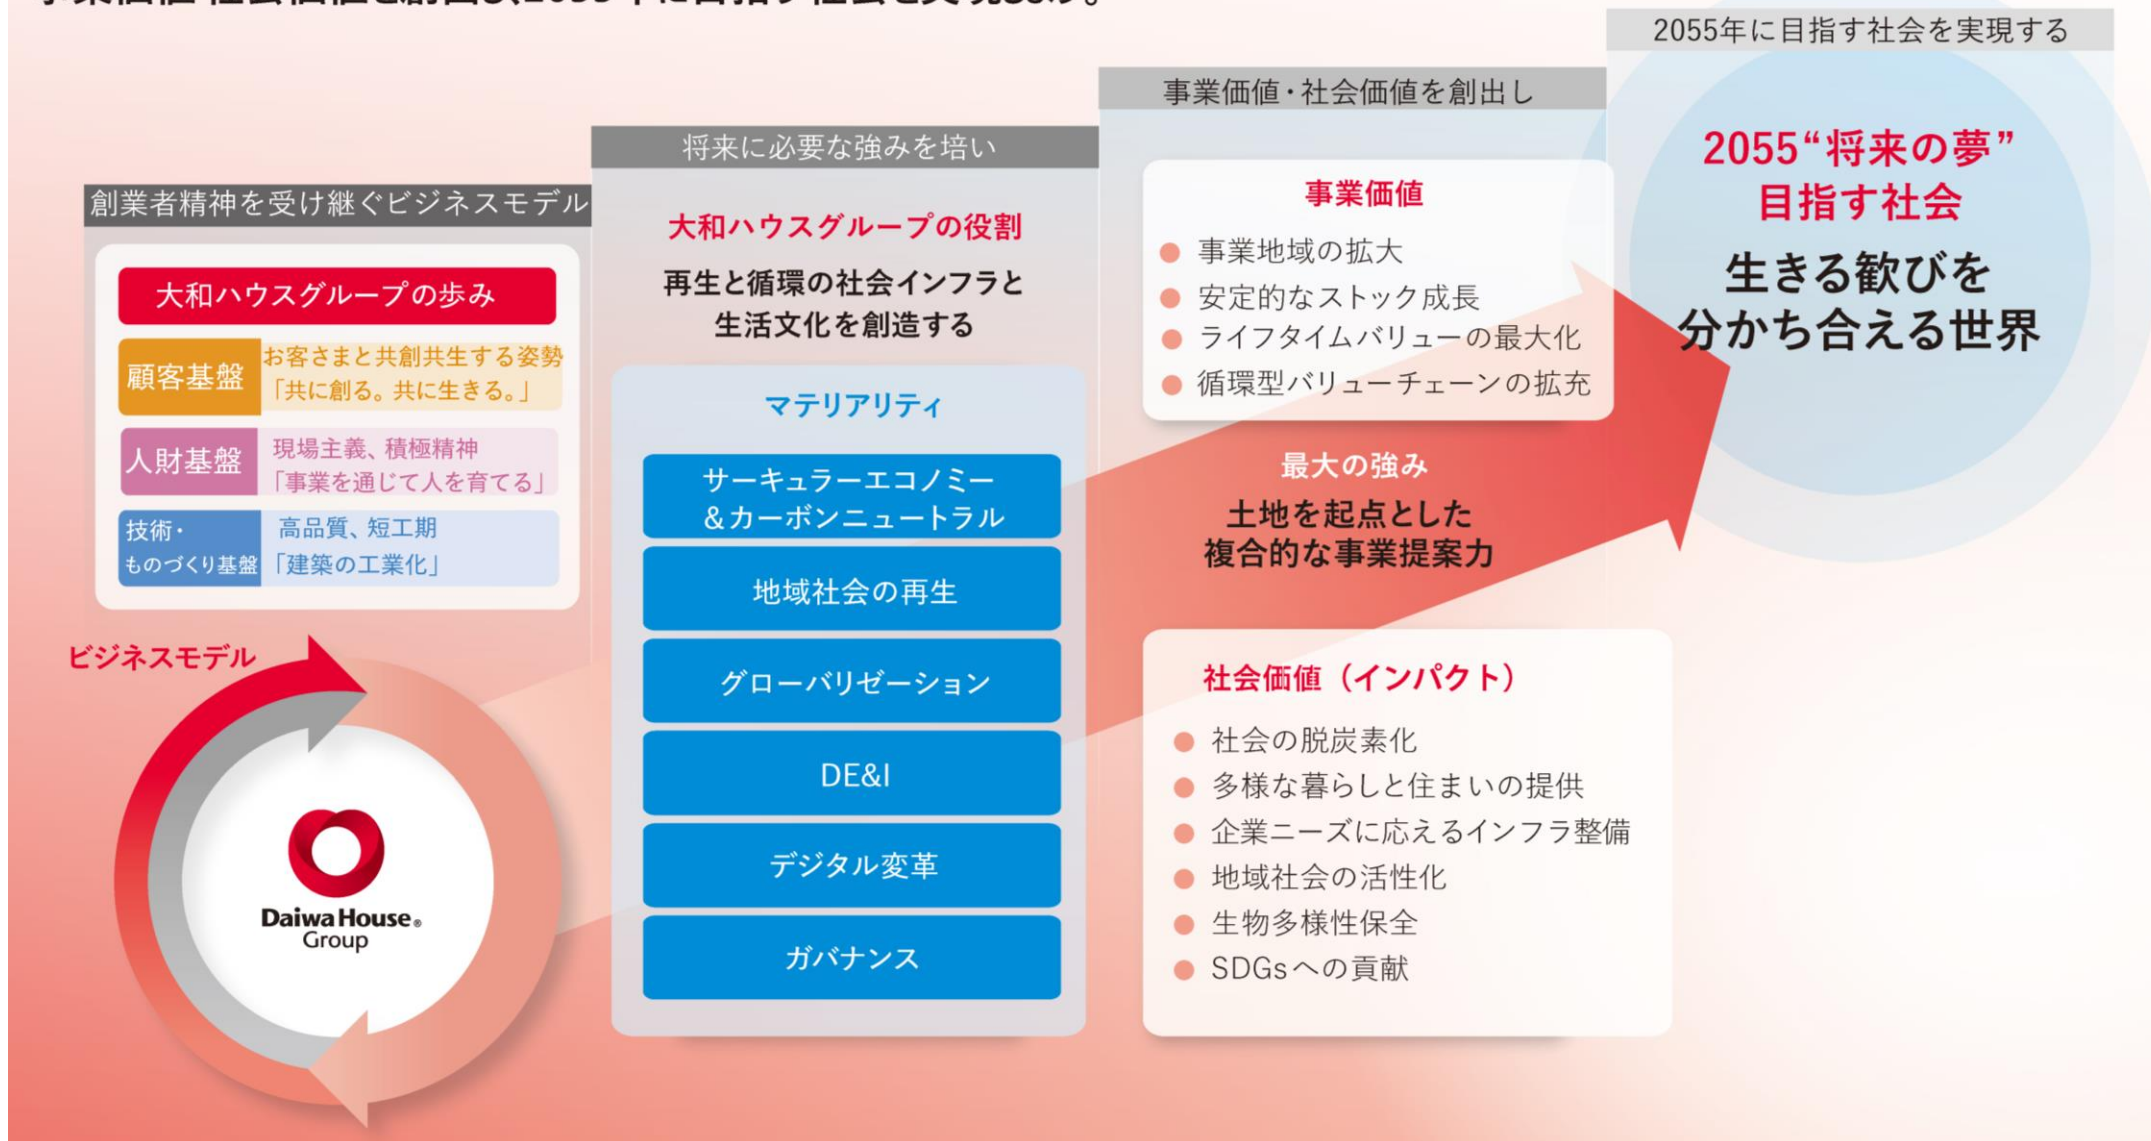 2055年に目指す社会を実現する
事業価値・社会価値を創出し
将来に必要な強みを培い
創業者精神を受け継ぐビジネスモデル
大和ハウスグループの歩み
顧客基盤
お客さまと共創共生する姿勢
「共に創る。共に生きる。」
人財基盤
現場主義、積極精神
「事業を通じて人を育てる」
技術・
ものづくり基盤
高品質、短工期
「建築の工業化」
ビジネスモデル
Daiwa House®
Group
大和ハウスグループの役割
再生と循環の社会インフラと
生活文化を創造する
マテリアリティ
サーキュラーエコノミー
&カーボンニュートラル
地域社会の再生
グローバリゼーション
DE&I
デジタル変革
ガバナンス
事業価値
● 事業地域の拡大
● 安定的なストック成長
● ライフタイムバリューの最大化
● 循環型バリューチェーンの拡充
最大の強み
土地を起点とした
複合的な事業提案力
社会価値（インパクト）
● 社会の脱炭素化
● 多様な暮らしと住まいの提供
● 企業ニーズに応えるインフラ整備
● 地域社会の活性化
● 生物多様性保全
● SDGsへの貢献
2055“将来の夢”
目指す社会
生きる歓びを
分かち合える世界